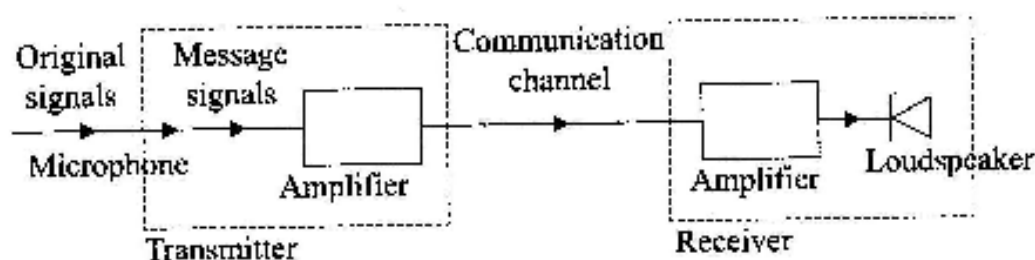 Original
signals
Microphone
Message
signals
Amplifier
Transmitter
Communication
channel
Amplifier
Loudspeaker
Receiver